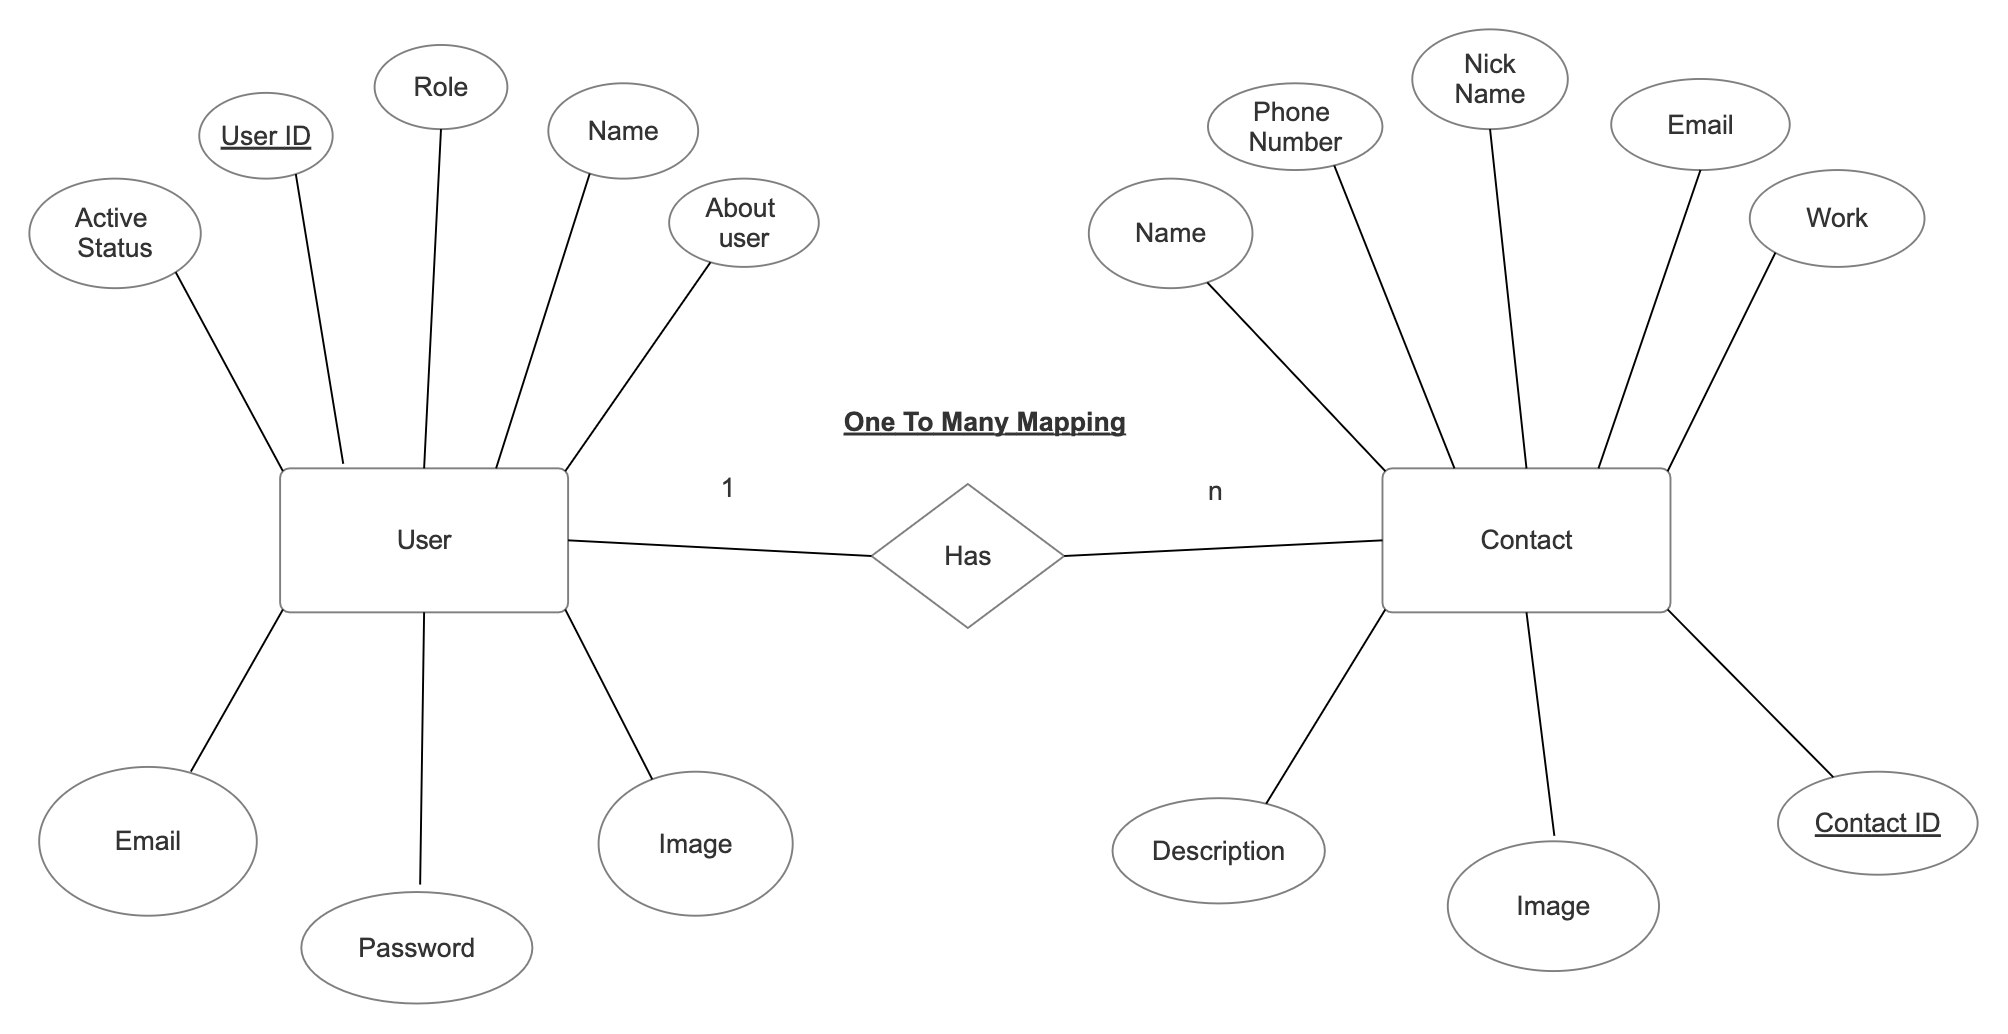 Nick
Name
Role
Phone
Number
Email
Name
User ID
About
user
Active
Status
Name
Work
One To Many Mapping
1
n
User
Has
Contact
Email
Image
Description
Contact ID
Password
Image